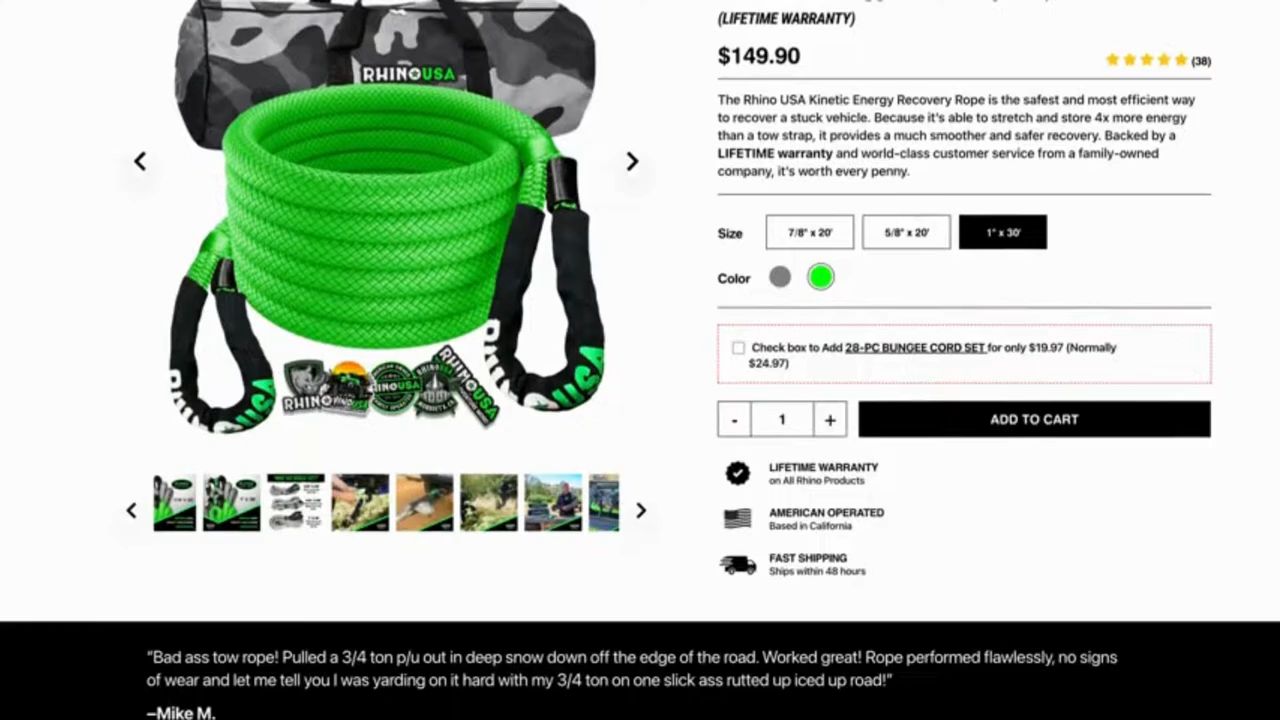 (LIFETIME WARRANTY)
$149.90
(38)
The Rhino USA Kinetic Energy Recovery Rope is the safest and most efficient way
to recover a stuck vehicle. Because it's able to stretch and store 4x more energy
than a tow strap, it provides a much smoother and safer recovery. Backed by a
LIFETIME warranty and world-class customer service from a family-owned
company, it's worth every penny.
Size
7/8" x 20'
5/8" x 20'
1" x 30'
Color
Check box to Add 28-PC BUNGEE CORD SET for only $19.97 (Normally
$24.97)
- 1 +
ADD TO CART
LIFETIME WARRANTY
on All Rhino Products
AMERICAN OPERATED
Based in California
FAST SHIPPING
Ships within 48 hours
RHINOUSA
RHINO
RHINOUSA
RHINOUSA
USA
USA
“Bad ass tow rope! Pulled a 3/4 ton p/u out in deep snow down off the edge of the road. Worked great! Rope performed flawlessly, no signs
of wear and let me tell you I was yarding on it hard with my 3/4 ton on one slick ass rutted up iced up road!”
–Mike M.